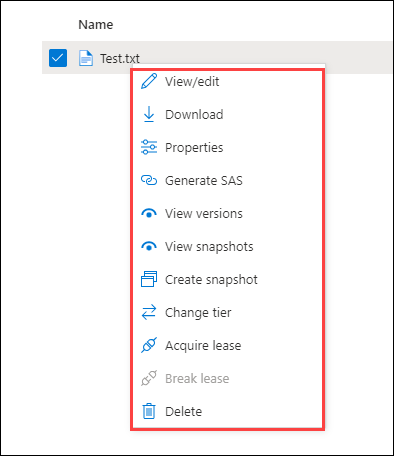 Name
Test.txt
View/edit
Download
Properties
Generate SAS
View versions
View snapshots
Create snapshot
Change tier
Acquire lease
Break lease
Delete